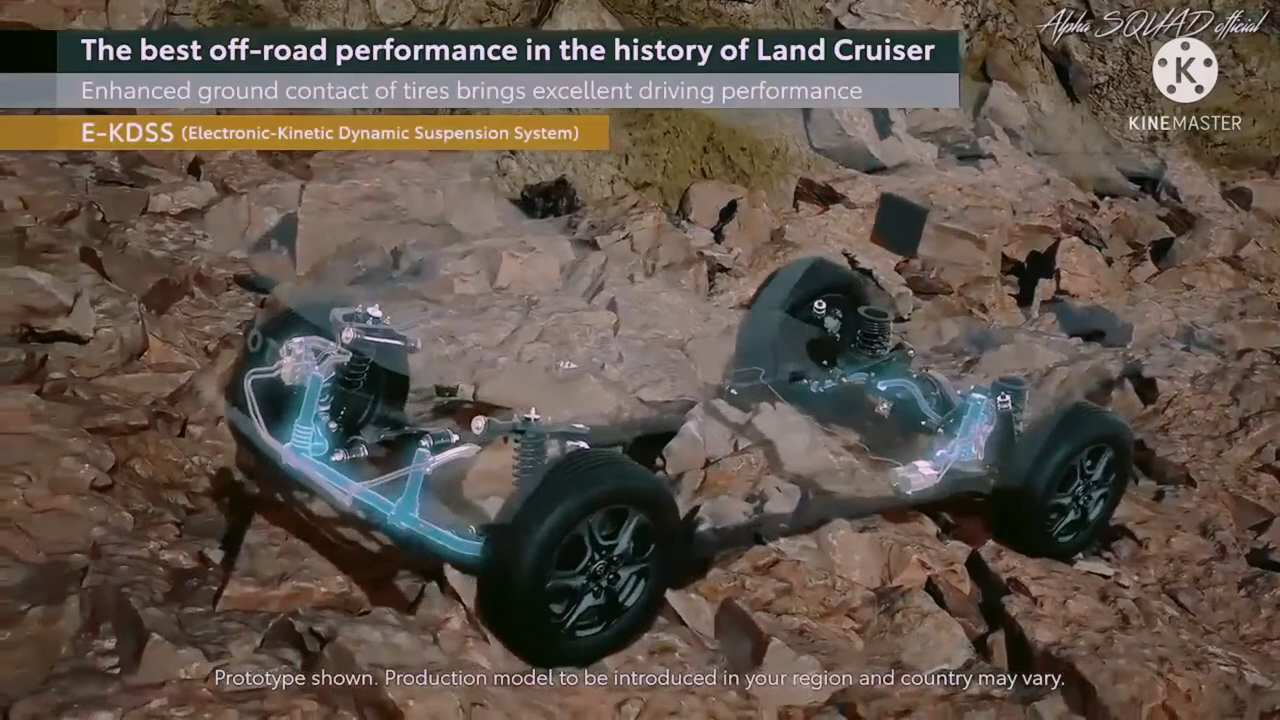 The best off-road performance in the history of Land Cruiser
Enhanced ground contact of tires brings excellent driving performance
E-KDSS (Electronic-Kinetic Dynamic Suspension System)
Alpha SQUAD official
K
KINEMASTER
Prototype shown. Production model to be introduced in your region and country may vary.